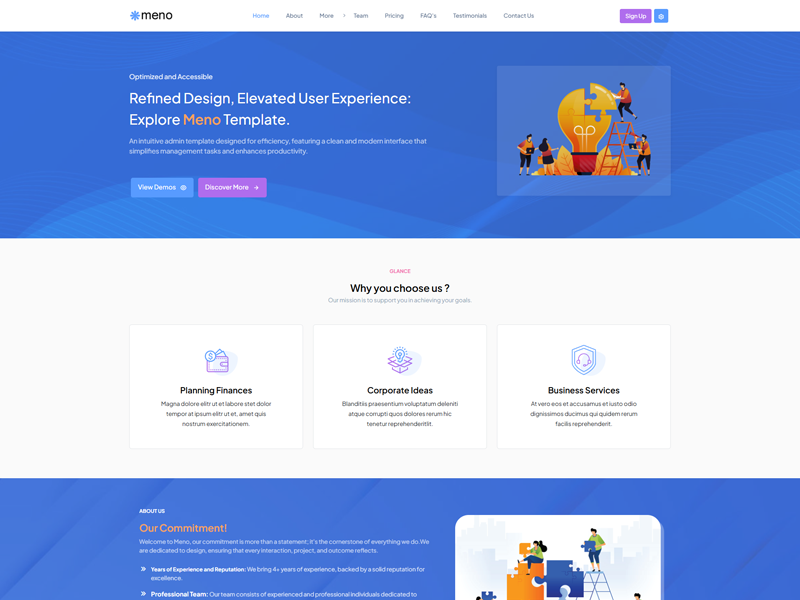 meno
Home About More Team Pricing FAQ's Testimonials Contact Us
Sign Up
Optimized and Accessible
Refined Design, Elevated User Experience:
Explore Meno Template.
An intuitive admin template designed for efficiency, featuring a clean and modern interface that
simplifies management tasks and enhances productivity.
View Demos Discover More
GLANCE
Why you choose us ?
Our mission is to support you in achieving your goals.
Planning Finances
Magna dolore elitr ut et labore stet dolor
tempor at ipsum elitr ut et, amet quis
nostrum exercitationem.
Corporate Ideas
Blanditiis praesentium voluptatum deleniti
atque corrupti quos dolores rerum hic
tenetur reprehenderitlit.
Business Services
At vero eos et accusamus et iusto odio
dignissimos ducimus qui quidem rerum
facilis reprehenderit.
ABOUT US
Our Commitment!
Welcome to Meno, our commitment is more than a statement; it's the cornerstone of everything we do. We
are dedicated to design, ensuring that every interaction, project, and outcome reflects.
Years of Experience and Reputation: We bring 4+ years of experience, backed by a solid reputation for
excellence.
Professional Team: Our team consists of experienced and professional individuals dedicated to